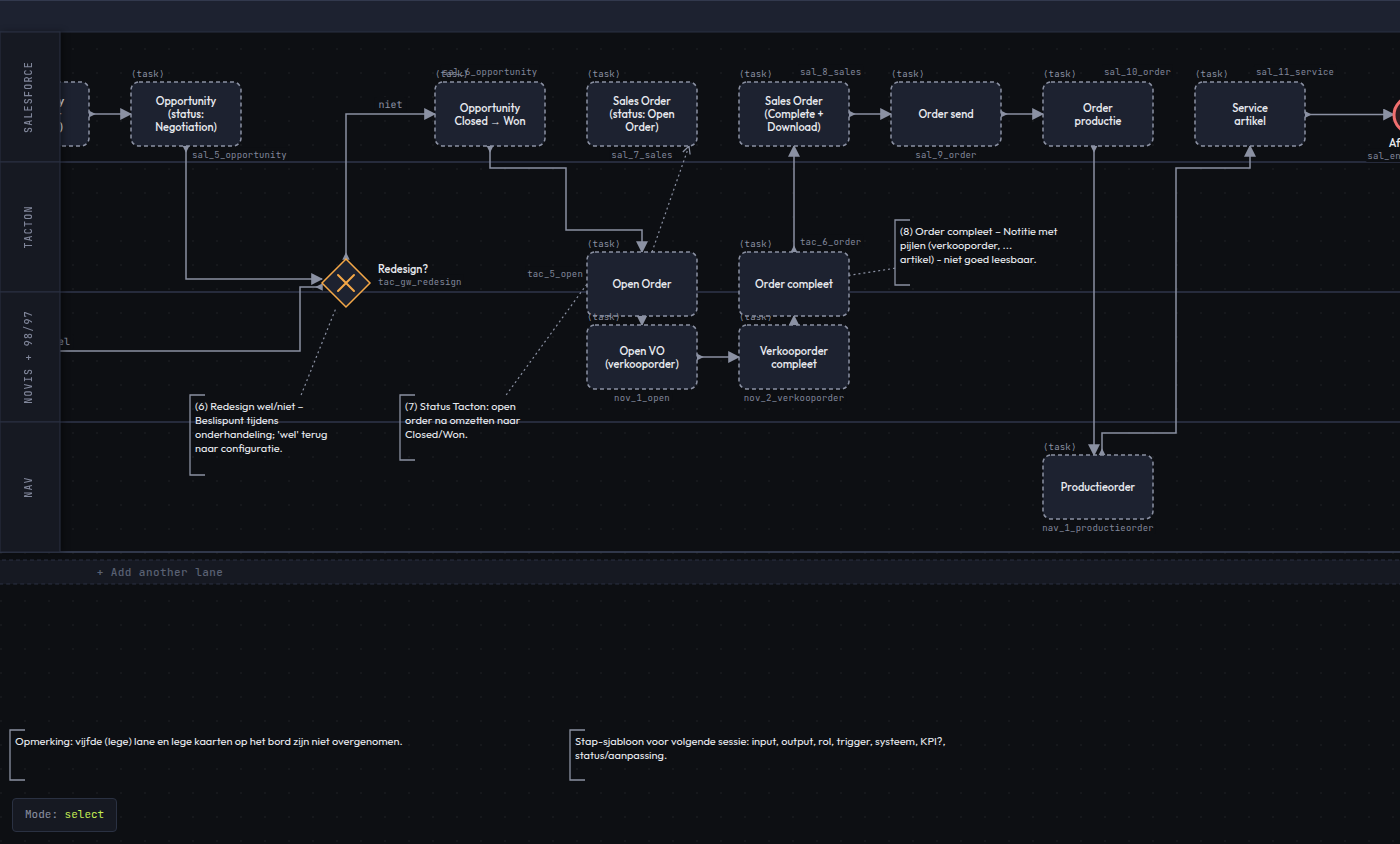 SALESFORCE
(task)
Opportunity
(status:
Negotiation)
sal_5_opportunity
niet
(task)
sal_6_opportunity
Opportunity
Closed → Won
(task)
Sales Order
(status: Open
Order)
sal_7_sales
(task)
sal_8_sales
Sales Order
(Complete +
Download)
(task)
Order send
sal_9_order
(task)
sal_10_order
Order
productie
(task)
sal_11_service
Service
artikel
Af
sal_en
TACTON
Redesign?
tac_gw_redesign
(task)
tac_5_open
Open Order
(task)
tac_6_order
Order compleet
(8) Order compleet – Notitie met
pijlen (verkooporder, ...
artikel) – niet goed leesbaar.
NOVIS + 98/97
el
(task)
Open VO
(verkooporder)
nov_1_open
(task)
Verkooporder
compleet
nov_2_verkooporder
(6) Redesign wel/niet –
Beslispunt tijdens
onderhandeling; 'wel' terug
naar configuratie.
(7) Status Tacton: open
order na omzetten naar
Closed/Won.
NAV
(task)
Productieorder
nav_1_productieorder
+ Add another lane
Opmerking: vijfde (lege) lane en lege kaarten op het bord zijn niet overgenomen.
Stap-sjabloon voor volgende sessie: input, output, rol, trigger, systeem, KPI?,
status/aanpassing.
Mode: select